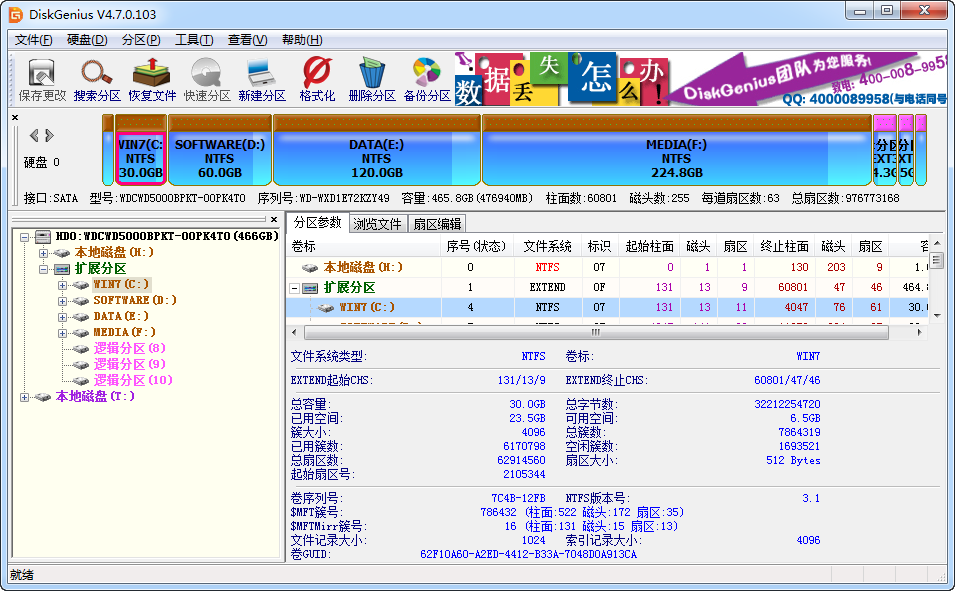 DiskGenius V4.7.0.103
文件(F) 硬盘(D) 分区(P) 工具(T) 查看(V) 帮助(H)
保存更改 搜索分区 恢复文件 快速分区 新建分区 格式化 删除分区 备份分区
数据丢失怎么办!
DiskGenius团队为您服务!
致电: 400-008-9958
QQ: 4000089958(与电话同号
硬盘 0
WIN7(C: NTFS 30.0GB
SOFTWARE(D:) NTFS 60.0GB
DATA(E:) NTFS 120.0GB
MEDIA(F:) NTFS 224.8GB
接口:SATA 型号:WDCWD5000BPKT-00PK4T0 序列号:WD-WXD1E72KZY49 容量:465.8GB(476940MB) 柱面数:60801 磁头数:255 每道扇区数:63 总扇区数:976773168
HD0:WDCWD5000BPKT-00PK4T0(466GB)
本地磁盘(H:)
扩展分区
WIN7(C:)
SOFTWARE(D:)
DATA(E:)
MEDIA(F:)
逻辑分区(8)
逻辑分区(9)
逻辑分区(10)
本地磁盘(T:)
分区参数 浏览文件 扇区编辑
卷标 序号(状态) 文件系统 标识 起始柱面 磁头 扇区 终止柱面 磁头 扇区 容
本地磁盘(H:) 0 NTFS 07 0 1 1 130 203 9 1.
扩展分区 1 EXTEND 0F 131 13 9 60801 47 46 464.
WIN7(C:) 4 NTFS 07 131 13 11 4047 76 61 30.
文件系统类型: NTFS 卷标: WIN7
EXTEND起始CHS: 131/13/9 EXTEND终止CHS: 60801/47/46
总容量: 30.0GB 总字节数: 32212254720
已用空间: 23.5GB 可用空间: 6.5GB
簇大小: 4096 总簇数: 7864319
已用簇数: 6170798 空闲簇数: 1693521
总扇区数: 62914560 扇区大小: 512 Bytes
起始扇区号: 2105344
卷序列号: 7C4B-12FB NTFS版本号: 3.1
$MFT簇号: 786432 (柱面:522 磁头:172 扇区:35)
$MFTMirr簇号: 16 (柱面:131 磁头:15 扇区:13)
文件记录大小: 1024 索引记录大小: 4096
卷GUID: 62F10A60-A2ED-4412-B33A-7048D0A913CA
就绪